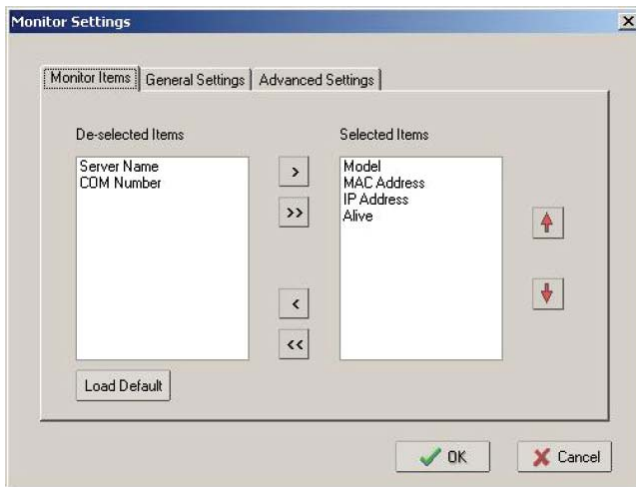 Monitor Settings
Monitor Items General Settings Advanced Settings
De-selected Items
Selected Items
Server Name
COM Number
>
>>
<
<<
Model
MAC Address
IP Address
Alive
Load Default
OK Cancel